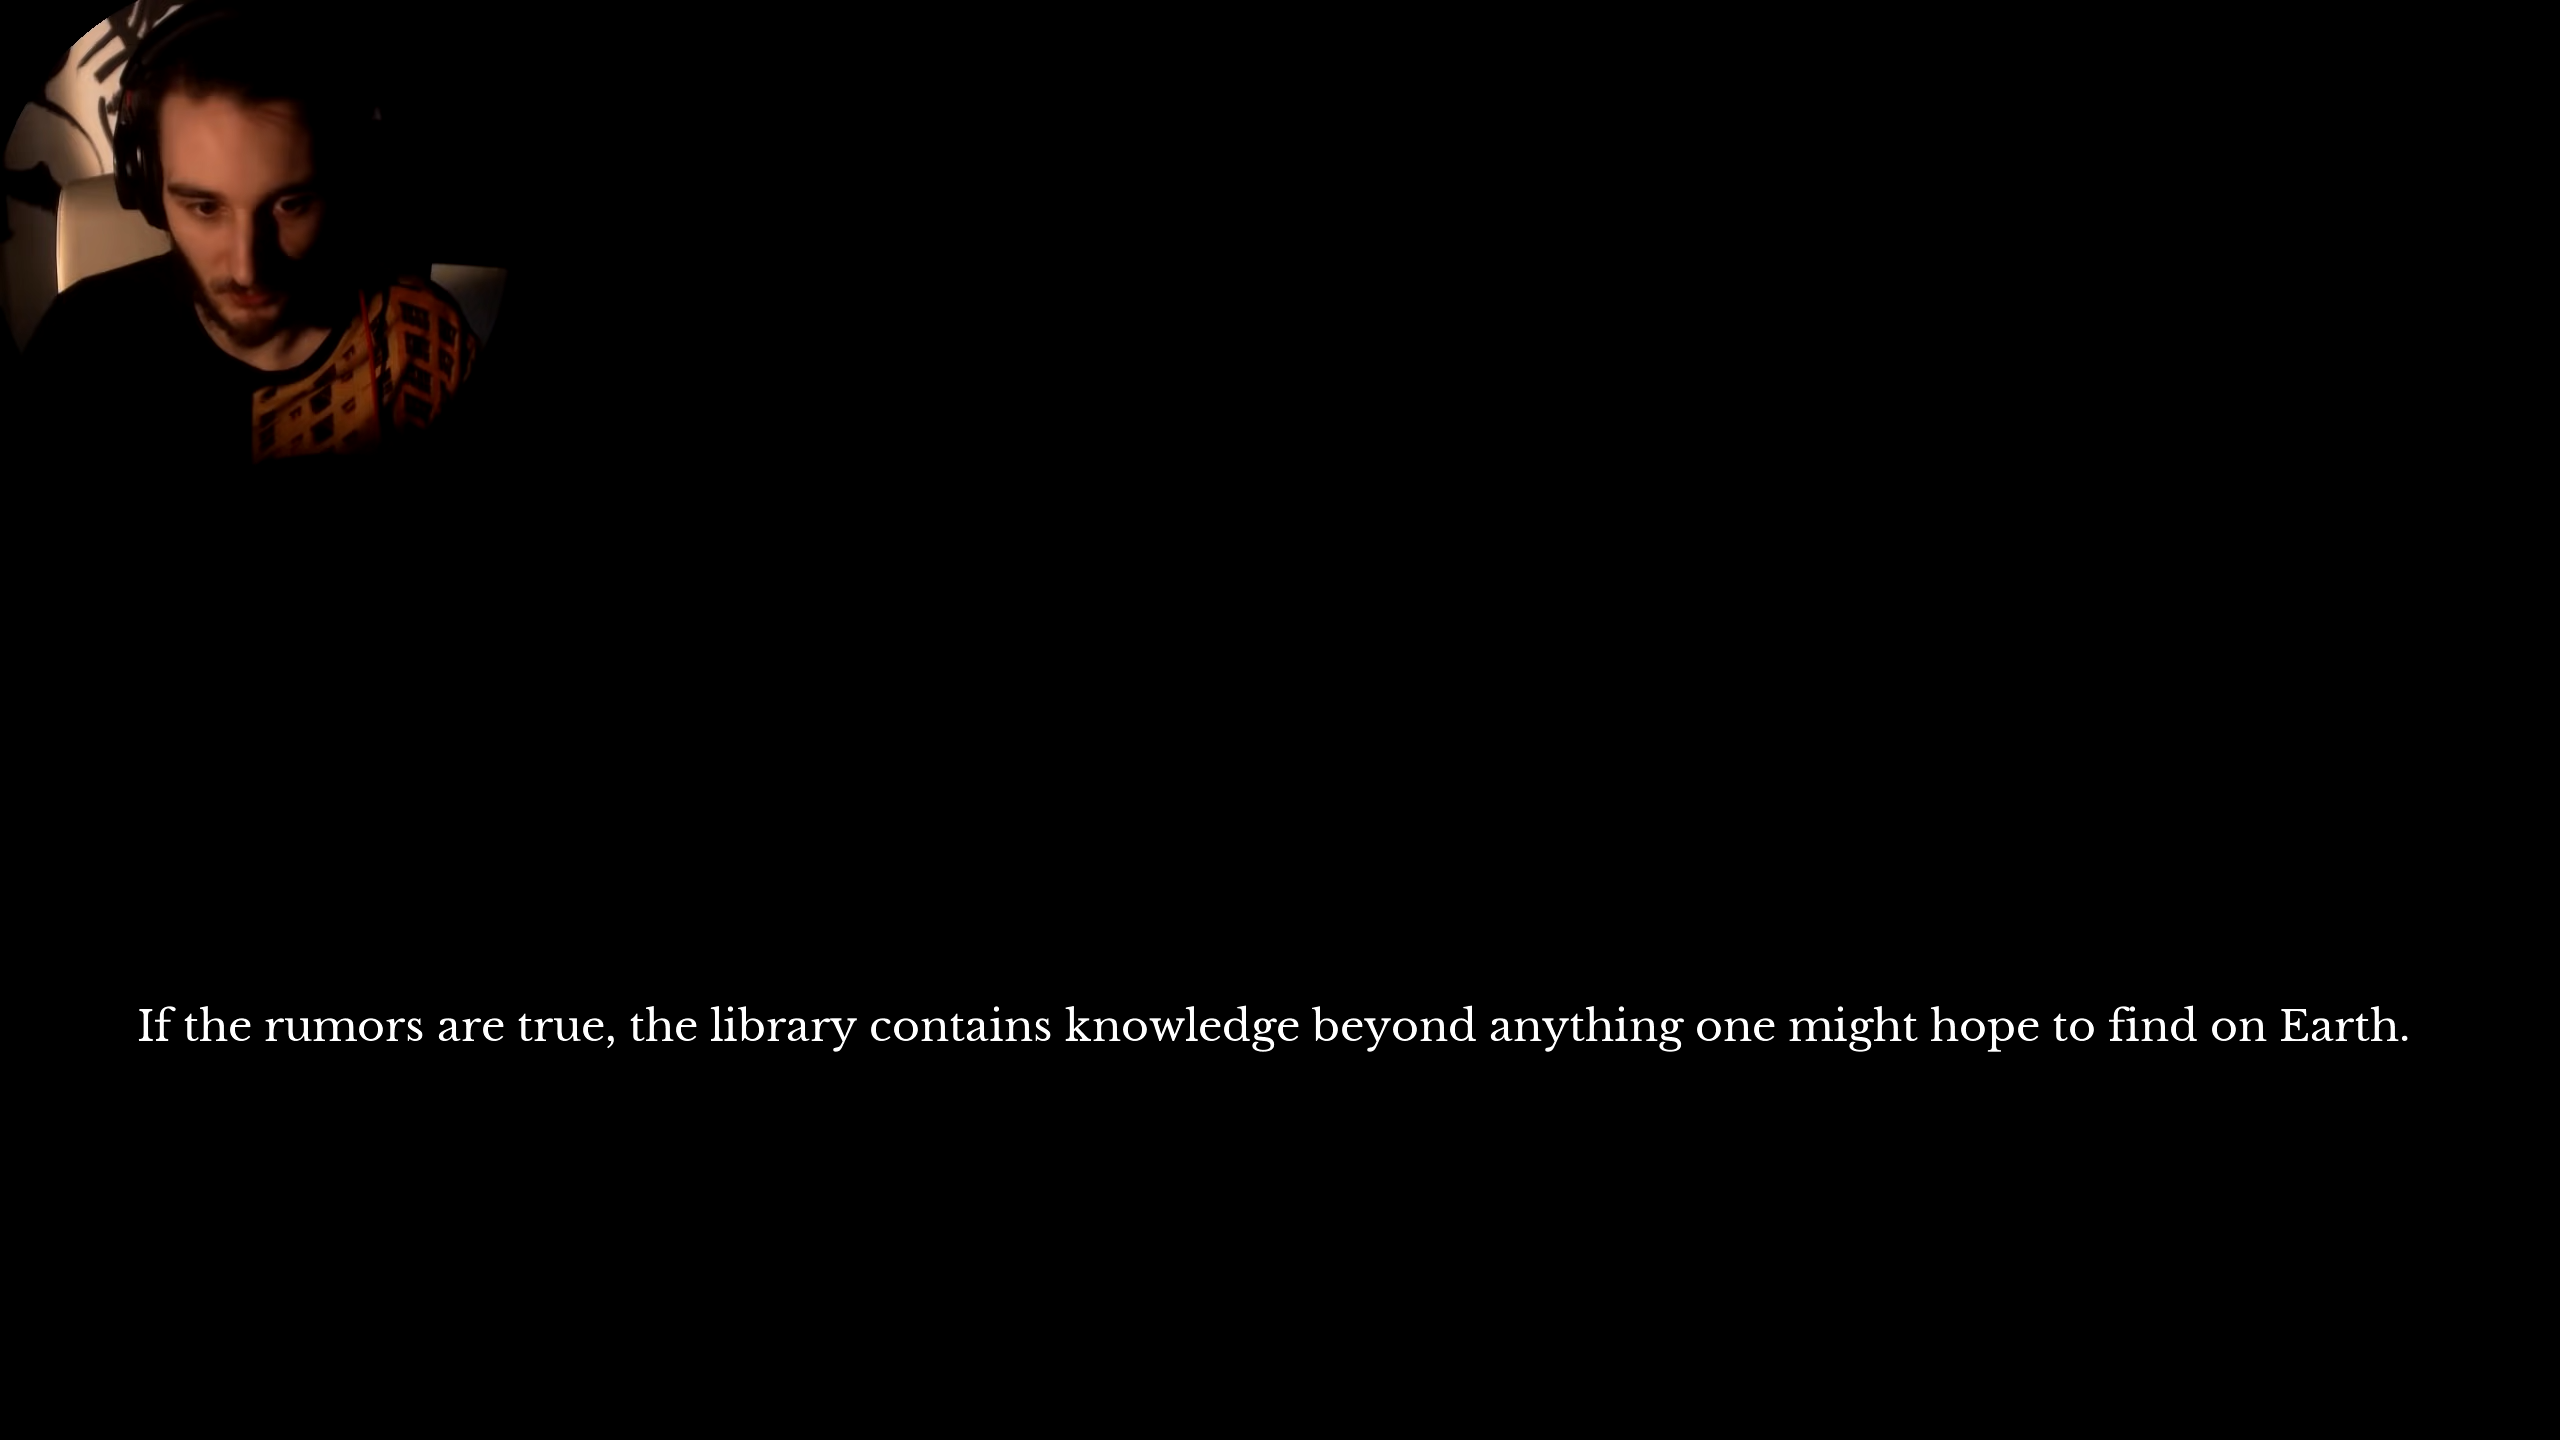 If the rumors are true, the library contains knowledge beyond anything one might hope to find on Earth.